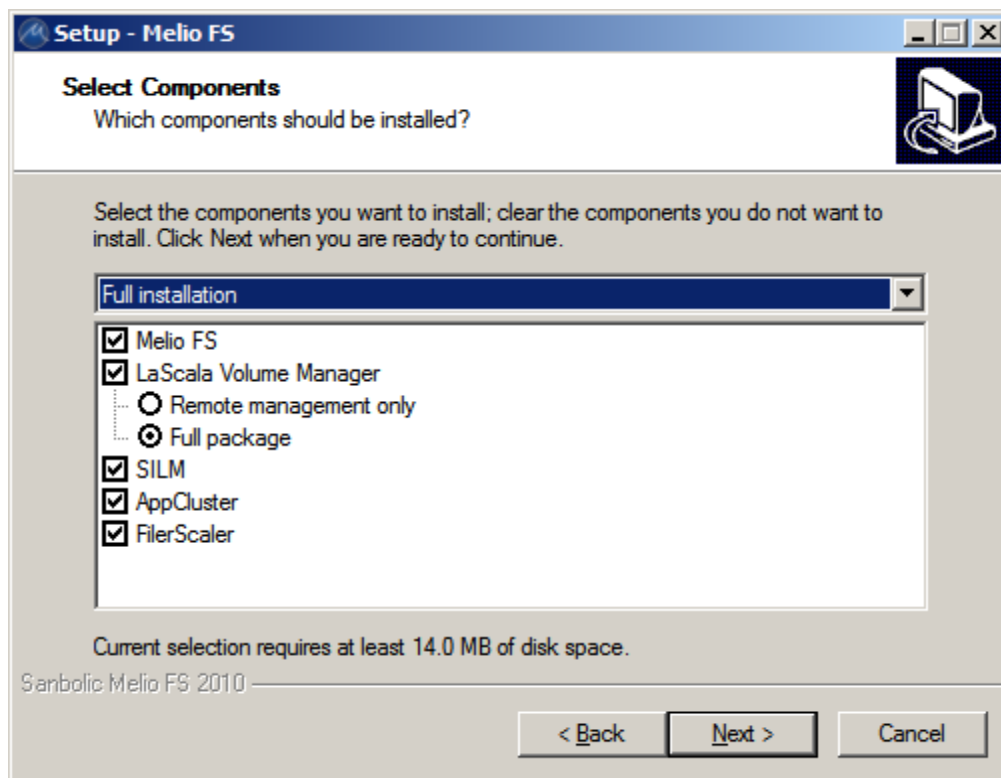 Setup - Melio FS
Select Components
Which components should be installed?
Select the components you want to install; clear the components you do not want to
install. Click Next when you are ready to continue.
Full installation
Melio FS
LaScala Volume Manager
Remote management only
Full package
SILM
AppCluster
FilerScaler
Current selection requires at least 14.0 MB of disk space.
Sanbolic Melio FS 2010
< Back Next > Cancel